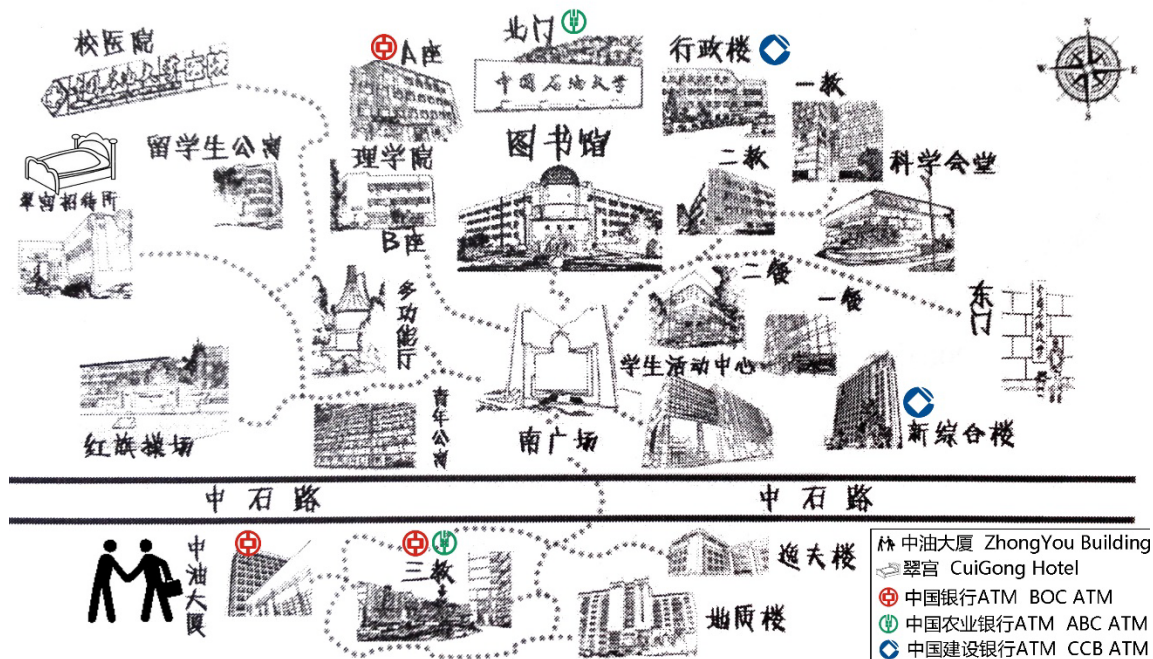 校医院
A座
北门
行政楼
中国石油大学
一教
留学生公寓
理学院
图书馆
二教
科学会堂
翠宫招待所
B座
多功能厅
二餐
一餐
东门
学生活动中心
青年公寓
红旗操场
南广场
新综合楼
中石路
中石路
中油大厦
三教
逸夫楼
地质楼
中油大厦 ZhongYou Building
翠宫 CuiGong Hotel
中国银行ATM BOC ATM
中国农业银行ATM ABC ATM
中国建设银行ATM CCB ATM
N
W
E
S